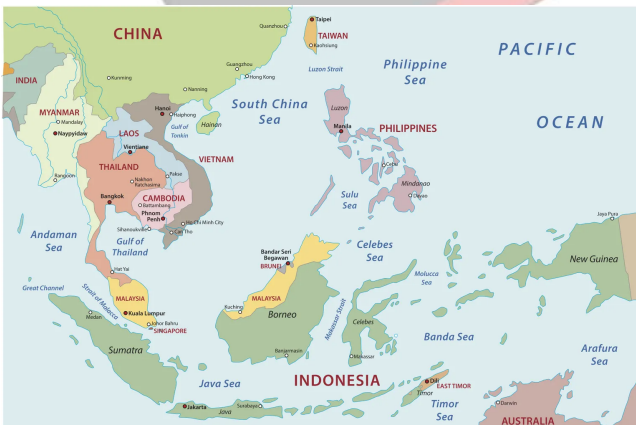 Quanzhou
Taipei
TAIWAN
Kaohsiung
CHINA
Guangzhou
Hong Kong
Luzon Strait
Philippine
Sea
PACIFIC
OCEAN
INDIA
Kunming
Nanning
South China
Sea
MYANMAR
Mandalay
Naypyidaw
Rangoon
Hanoi
Haiphong
Gulf of
Tonkin
Hainan
LAOS
Vientiane
VIETNAM
Luzon
Manila
PHILIPPINES
Cebu
Mindanao
Davao
THAILAND
Nakhon
Ratchasima
Pakse
Bangkok
CAMBODIA
Battambang
Phnom
Penh
Sihanoukville
Ho Chi Minh City
Can Tho
Sulu
Sea
Andaman
Sea
Gulf of
Thailand
Hat Yai
Great Channel
Strait of Malacca
MALAYSIA
Kuala Lumpur
Johor Bahru
SINGAPORE
Medan
Sumatra
Bandar Seri
Begawan
BRUNEI
MALAYSIA
Kuching
Borneo
Banjarmasin
Makassar Strait
Celebes
Sea
Molucca
Sea
Celebes
Makassar
Jaya Pura
New Guinea
Banda Sea
Arafura
Sea
Java Sea
INDONESIA
Jakarta
Java
Surabaya
Dili
EAST TIMOR
Timor
Timor
Sea
Darwin
AUSTRALIA